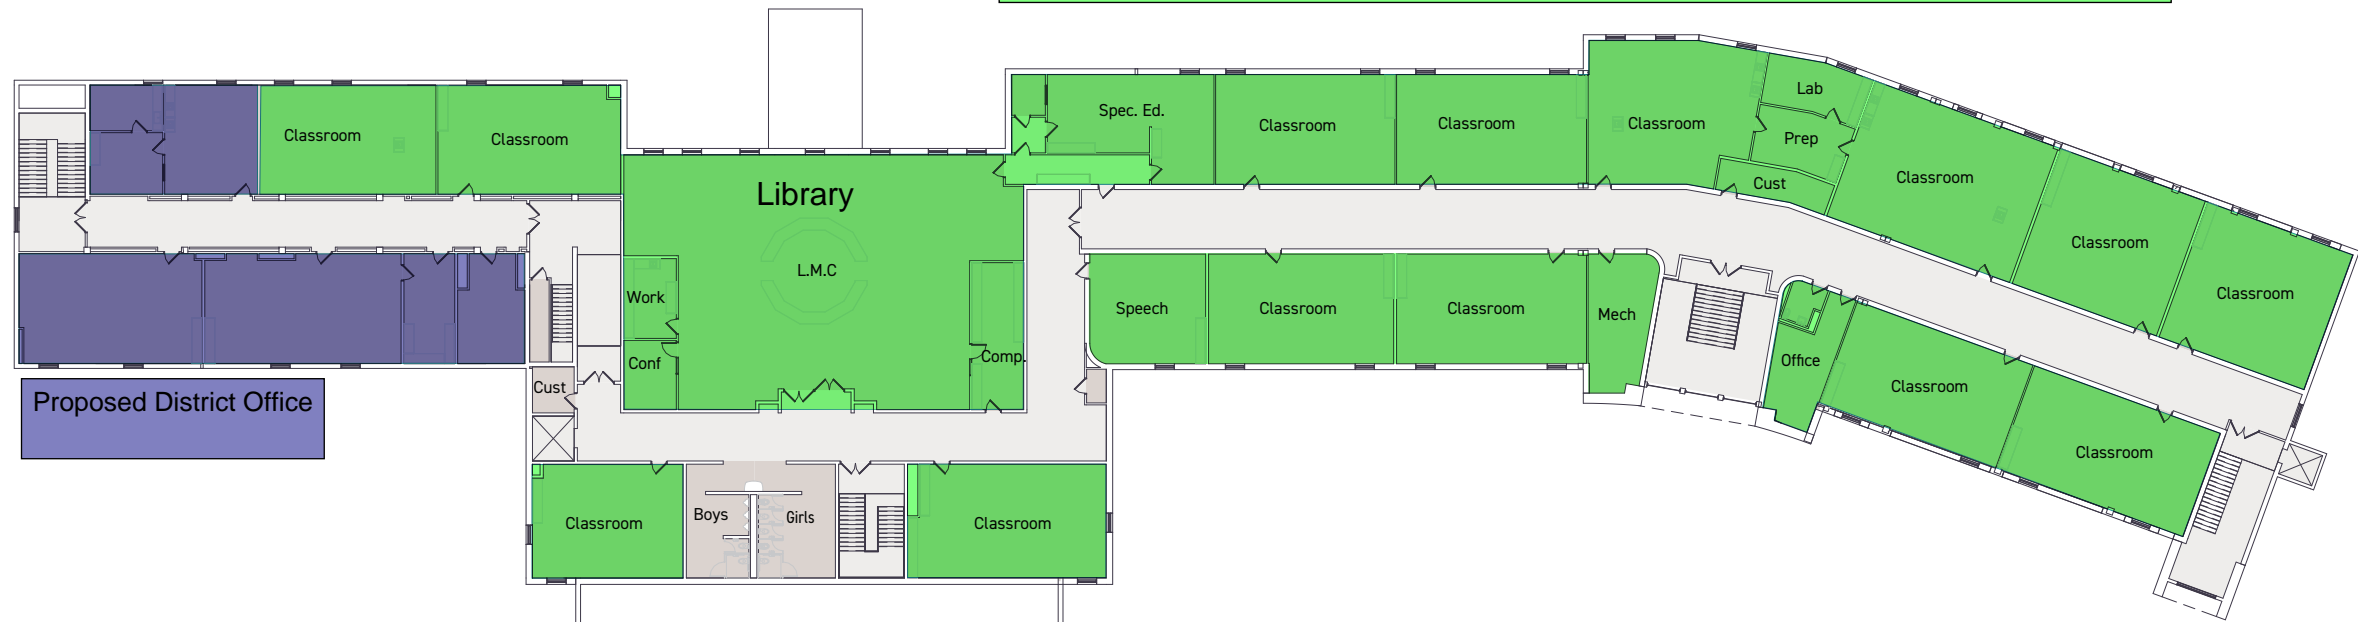 Classroom
Classroom
Library
L.M.C
Work
Conf
Comp.
Spec. Ed.
Classroom
Classroom
Classroom
Lab
Prep
Cust
Classroom
Classroom
Classroom
Speech
Classroom
Classroom
Mech
Office
Classroom
Classroom
Proposed District Office
Cust
Classroom
Boys
Girls
Classroom